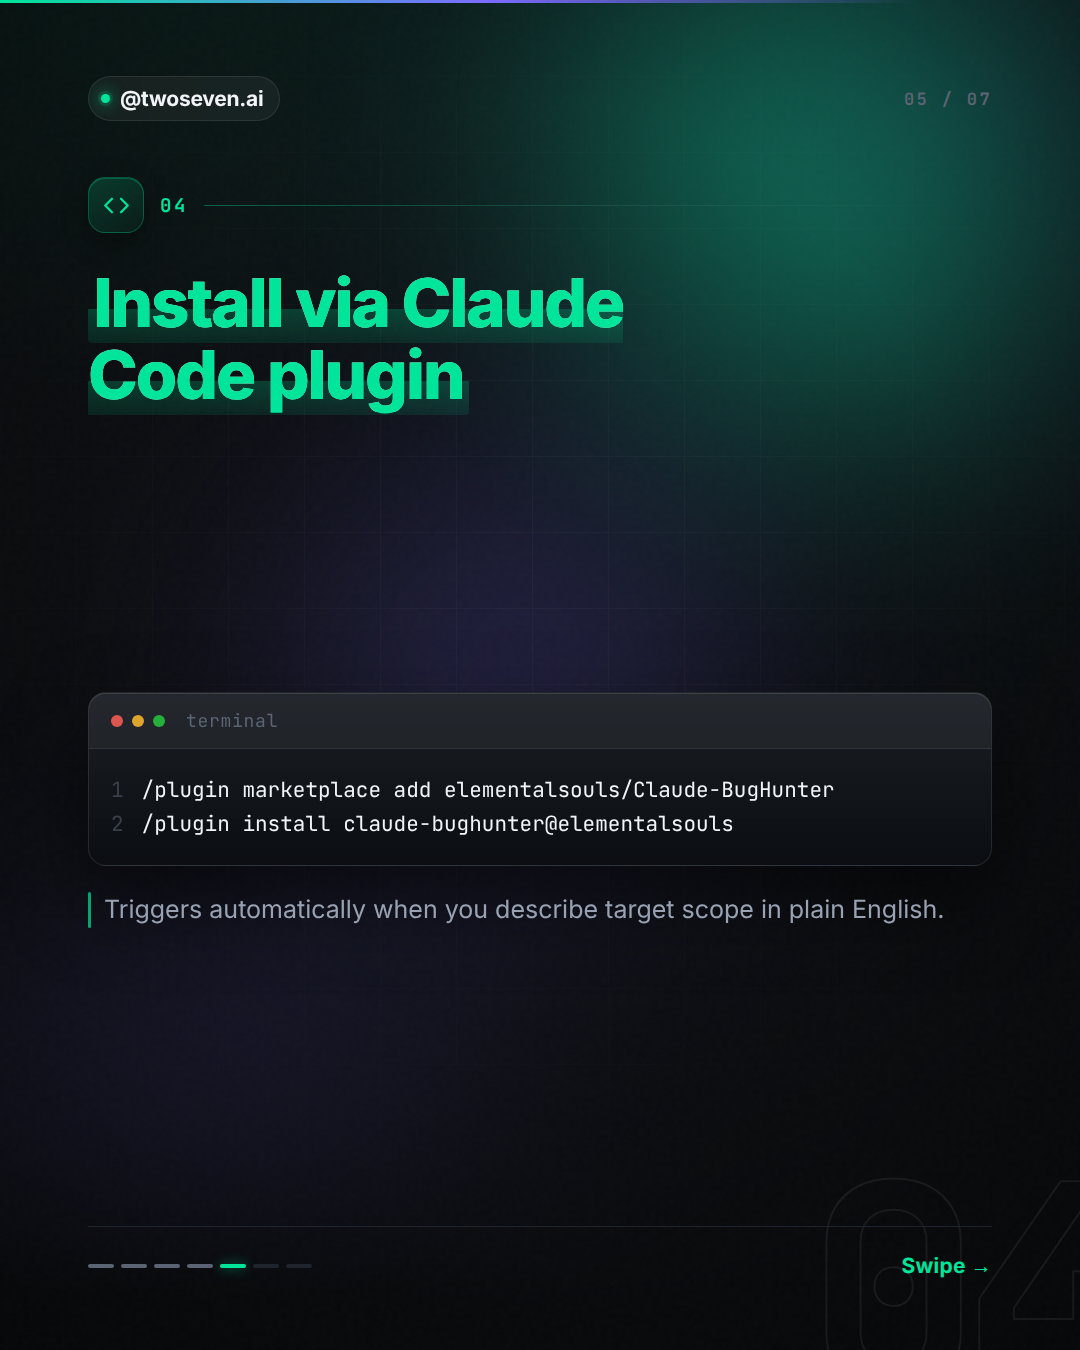 @twoseven.ai
05 / 07
04
Install via Claude
Code plugin
terminal
1 /plugin marketplace add elementalsouls/Claude-BugHunter
2 /plugin install claude-bughunter@elementalsouls
Triggers automatically when you describe target scope in plain English.
04
Swipe →